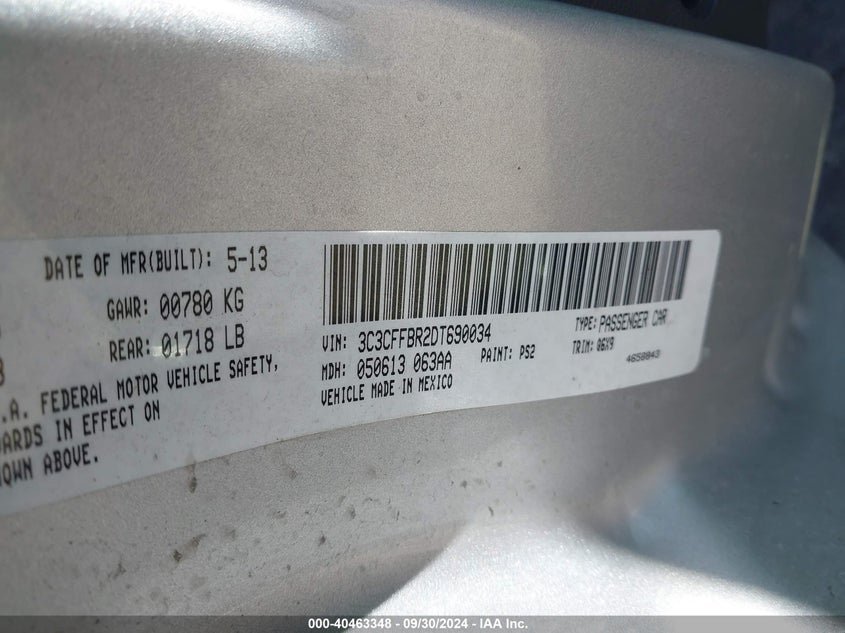 DATE OF MFR(BUILT): 5-13
GAWR: 00780 KG
REAR: 01718 LB
.A. FEDERAL MOTOR VEHICLE SAFETY,
ARDS IN EFFECT ON
OWN ABOVE.
VIN: 3C3CFFBR2DT690034
TYPE: PASSENGER CAR
MDH: 050613 063AA
PAINT: PS2
TRIM: Q6X9
VEHICLE MADE IN MEXICO
000-40463348 - 09/30/2024 - IAA Inc.